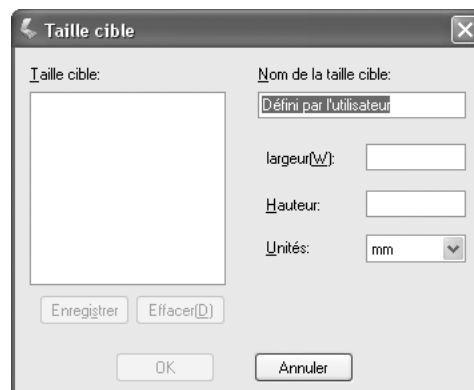 Taille cible
Taille cible:
Nom de la taille cible:
Défini par l'utilisateur
largeur(W):
Hauteur:
Unités:
mm
Enregistrer
Effacer(D)
OK
Annuler